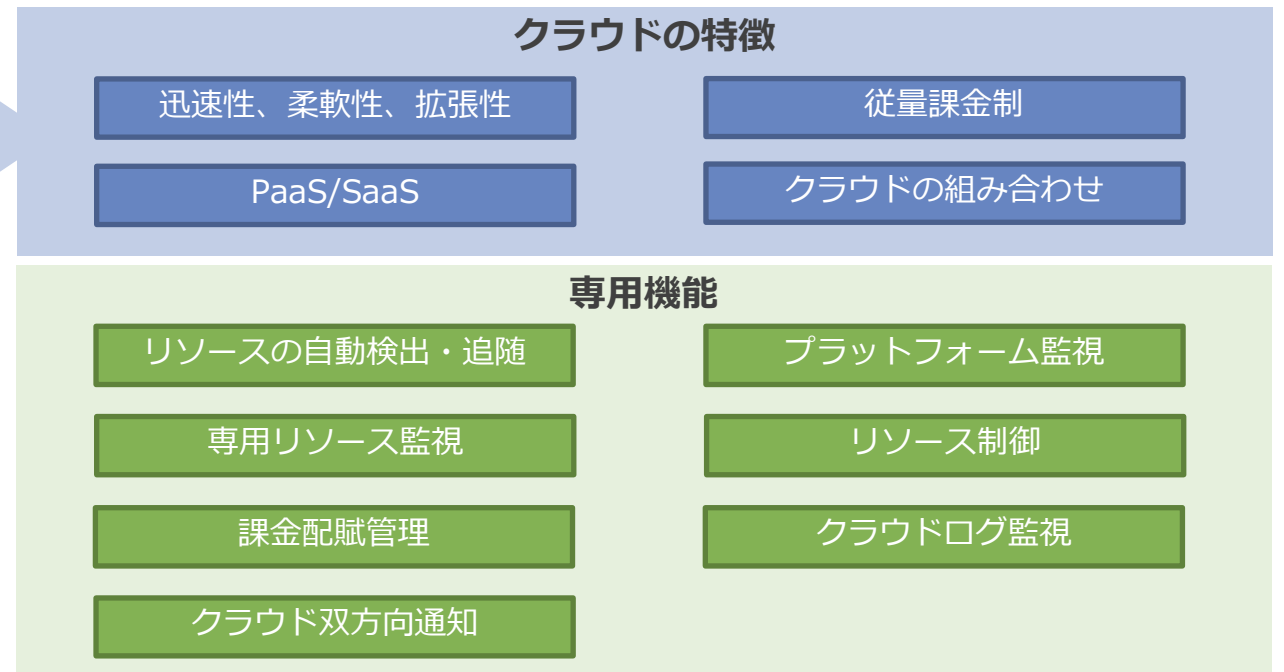 クラウドの特徴
迅速性、柔軟性、拡張性
従量課金制
PaaS/SaaS
クラウドの組み合わせ
専用機能
リソースの自動検出・追随
プラットフォーム監視
専用リソース監視
リソース制御
課金配賦管理
クラウドログ監視
クラウド双方向通知